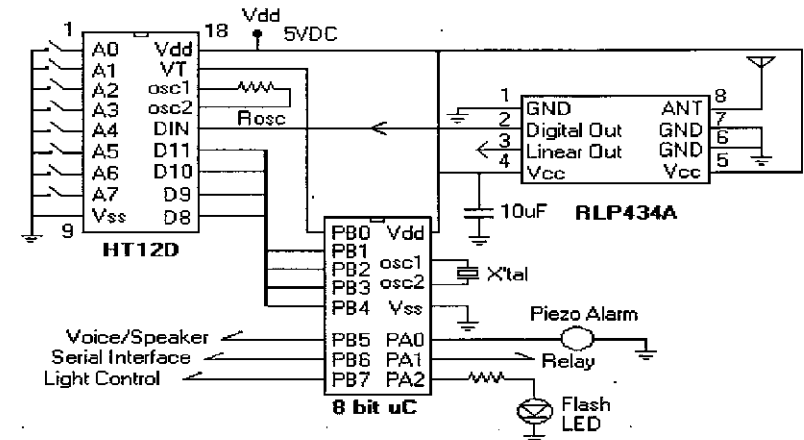 Vdd
5VDC
1
18
A0 Vdd
A1 VT
A2 osc1
A3 osc2
A4 DIN
A5 D11
A6 D10
A7 D9
Vss D8
9
HT12D
Rosc
1
GND
2
Digital Out
3
Linear Out
4
Vcc
8
ANT
7
GND
6
GND
5
Vcc
RLP434A
10uF
PB0 Vdd
PB1
PB2 osc1
PB3 osc2
PB4 Vss
PB5 PA0
PB6 PA1
PB7 PA2
8 bit uC
X'tal
Voice/Speaker
Serial Interface
Light Control
Piezo Alarm
Relay
Flash
LED